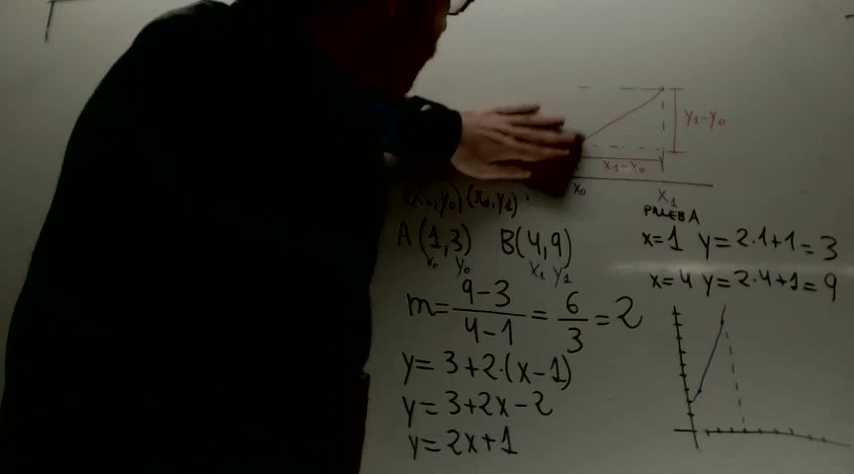 y₁-y₀
x₁-y₀
x₀ x₁
(x₀,y₀) (x₁,y₁)
A(1,3) B(4,9)
x₀ y₀ x₁ y₁
m=9-3/4-1=6/3=2
y=3+2·(x-1)
y=3+2x-2
y=2x+1
PRUEBA
x=1 y=2·1+1=3
x=4 y=2·4+1=9